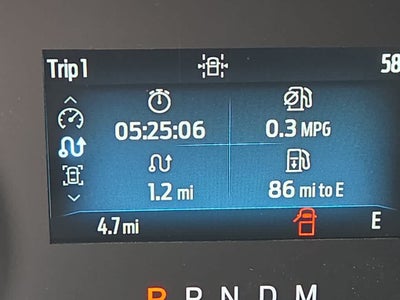 Trip 1
58
05:25:06
0.3 MPG
1.2 mi
86 mi to E
4.7 mi
E
P R N D M